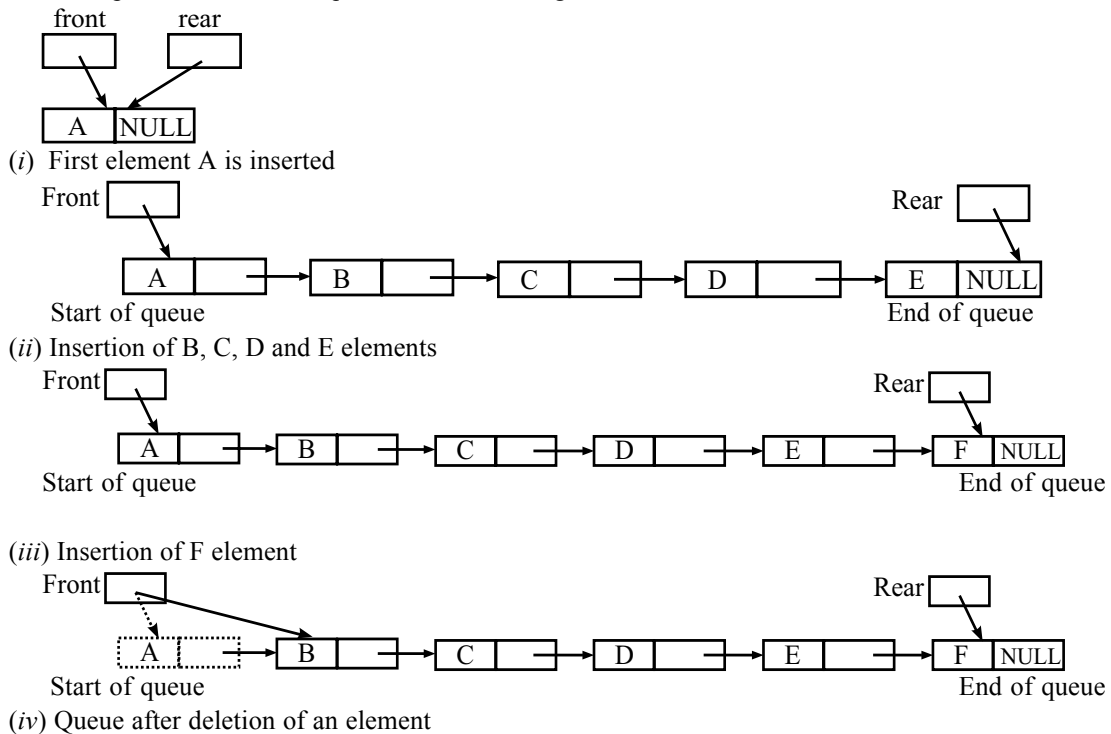 front rear
A NULL
(i) First element A is inserted
Front Rear
A B C D E NULL
Start of queue End of queue
(ii) Insertion of B, C, D and E elements
Front Rear
A B C D E F NULL
Start of queue End of queue
(iii) Insertion of F element
Front Rear
A B C D E F NULL
Start of queue End of queue
(iv) Queue after deletion of an element